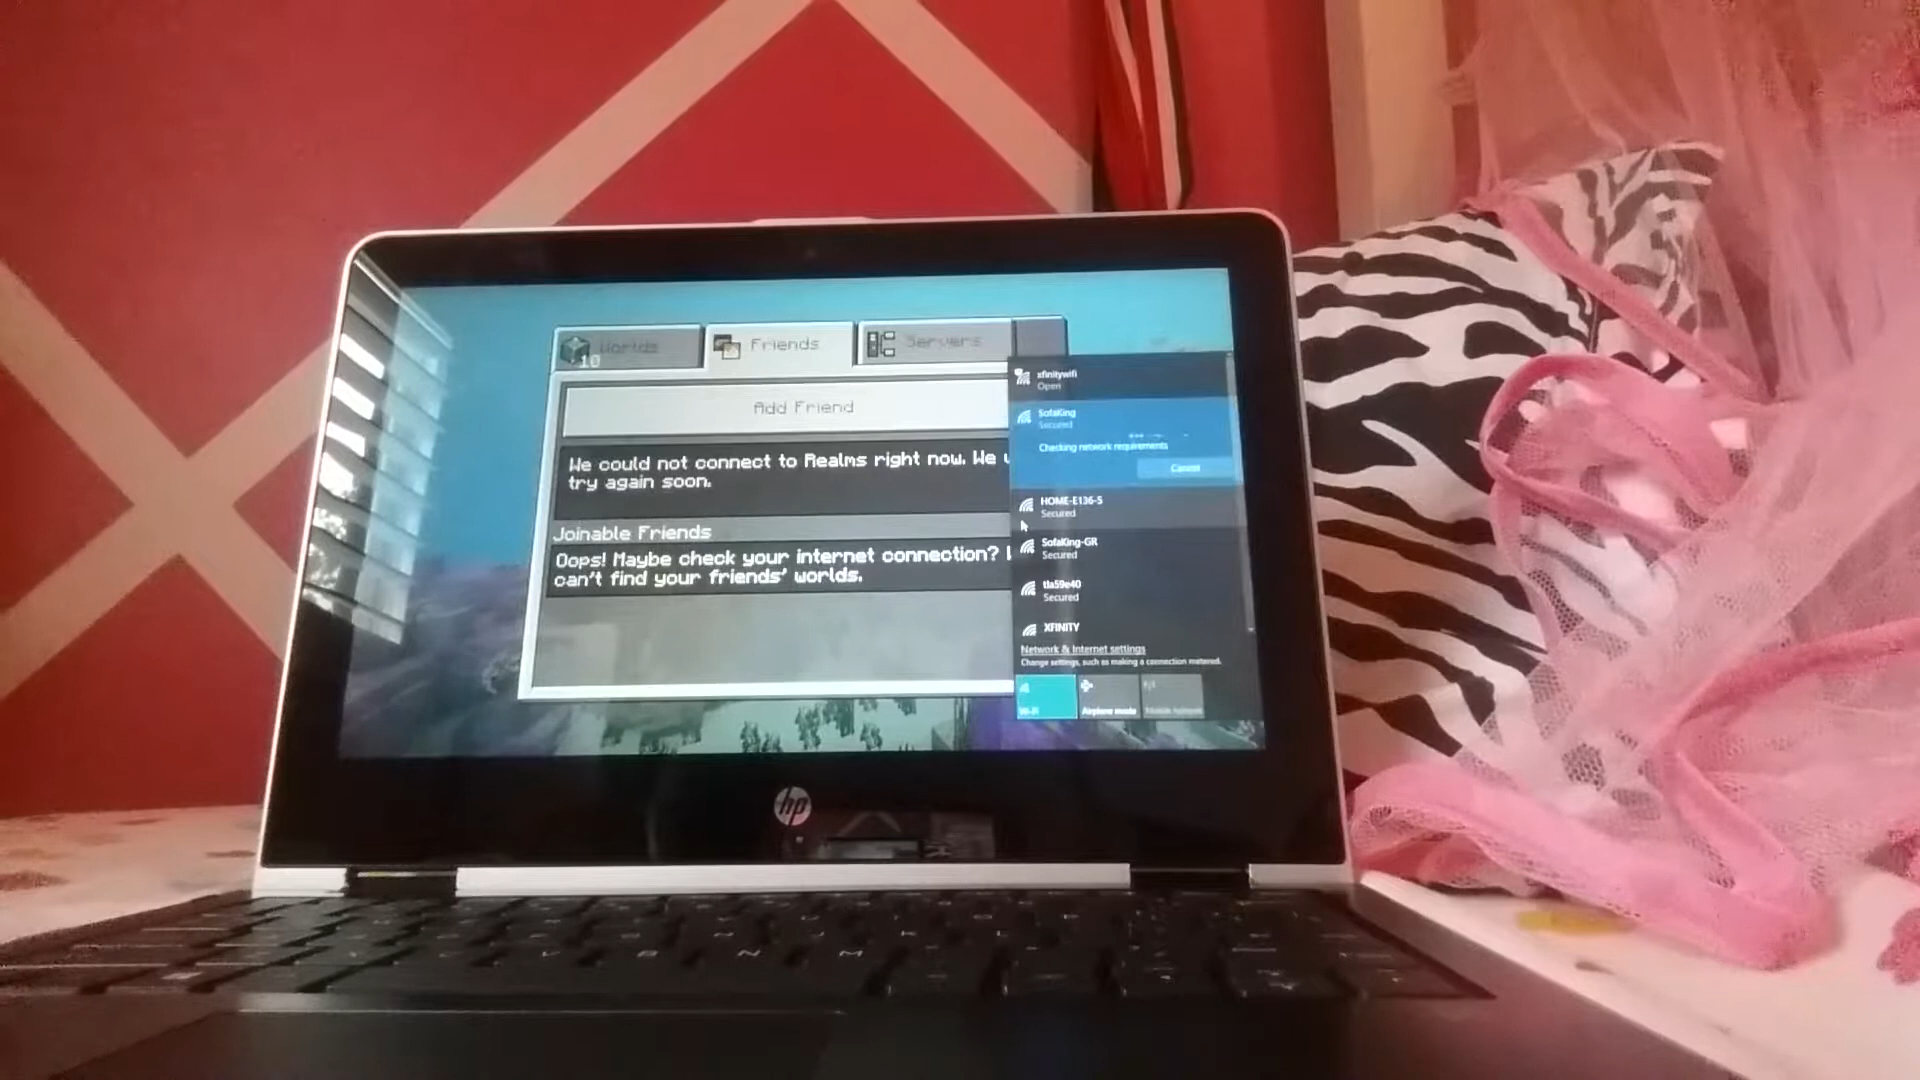 Worlds
10
Friends
Servers
Add Friend
We could not connect to Realms right now. We
try again soon.
Joinable Friends
Oops! Maybe check your internet connection?
can't find your friends' worlds.
xfinitywifi
Open
SofaKing
Secured
Checking network requirements
Cancel
HOME-E136-5
Secured
SofaKing-GR
Secured
tla59e40
Secured
XFINITY
Network & Internet settings
Change settings, such as making a connection metered.
Wi-Fi
Airplane mode
Mobile hotspot
hp
V B N M